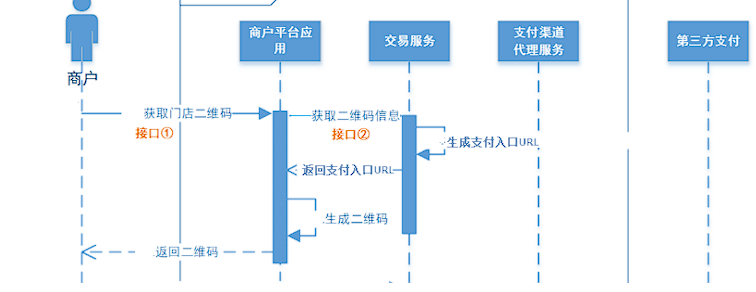 商户平台应
用
交易服务
支付渠道
代理服务
第三方支付
商户
获取门店二维码
获取二维码信息
接口①
接口②
生成支付入口URL
返回支付入口URL
生成二维码
返回二维码